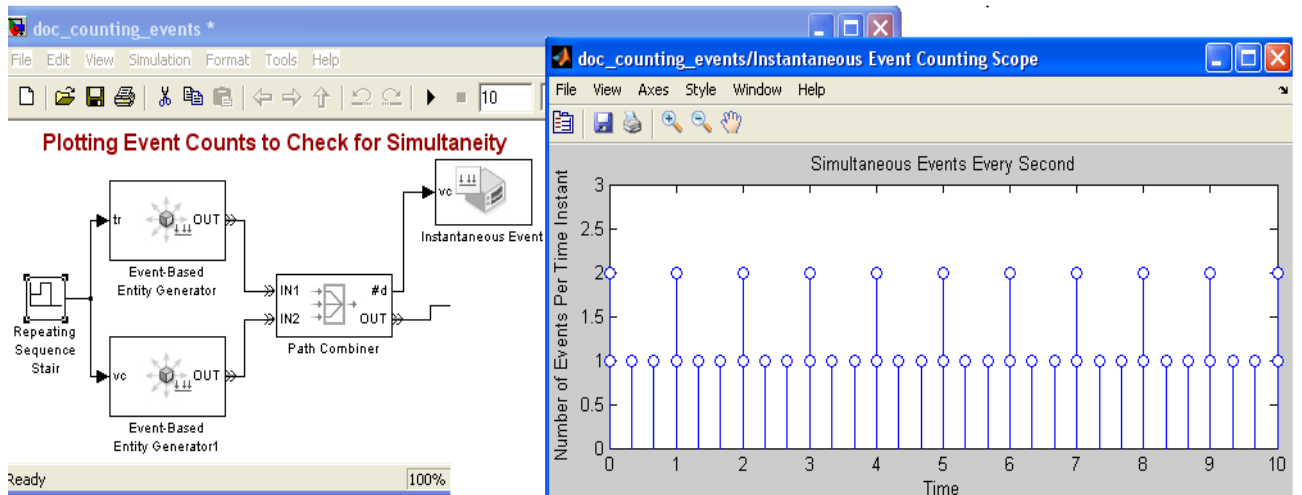 doc_counting_events *
File Edit View Simulation Format Tools Help
10
Plotting Event Counts to Check for Simultaneity
vc
Instantaneous Event
tr
OUT
Event-Based
Entity Generator
IN1
#d
IN2
OUT
Path Combiner
Repeating
Sequence
Stair
vc
OUT
Event-Based
Entity Generator1
Ready
100%
doc_counting_events/Instantaneous Event Counting Scope
File View Axes Style Window Help
Simultaneous Events Every Second
Number of Events Per Time Instant
3
2.5
2
1.5
1
0.5
0
0 1 2 3 4 5 6 7 8 9 10
Time